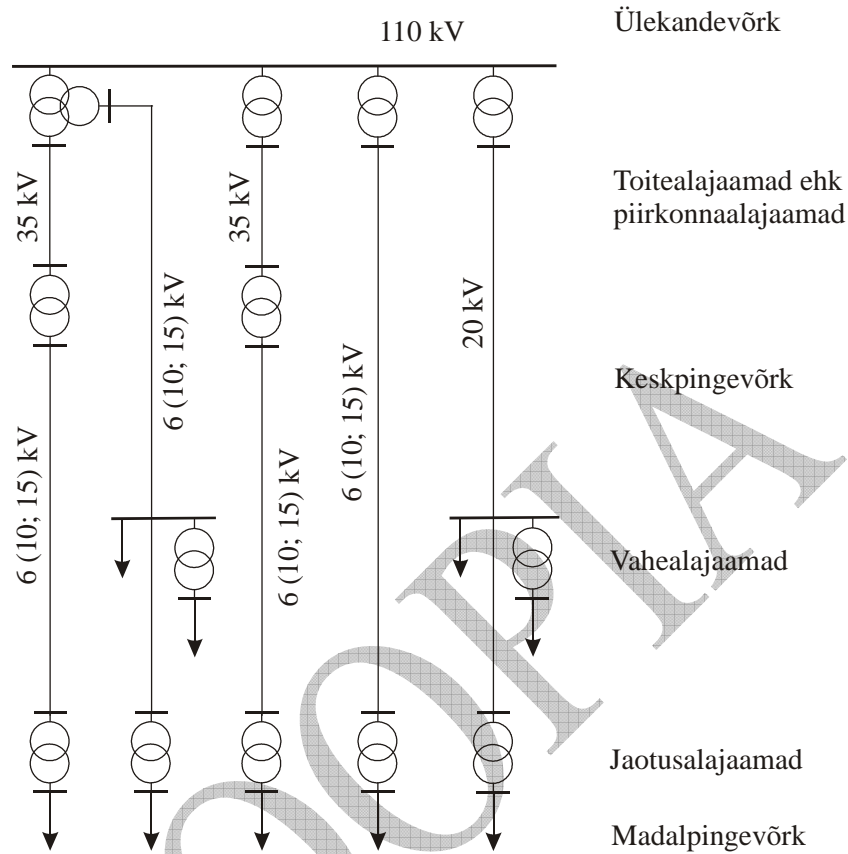 110 kV
Ülekandevõrk
35 kV
35 kV
Toitealajaamad ehk
piirkonnaalajaamad
6 (10; 15) kV
20 kV
6 (10; 15) kV
6 (10; 15) kV
6 (10; 15) kV
Keskpingevõrk
Vahealajaamad
Jaotusalajaamad
Madalpingevõrk
OOPIA